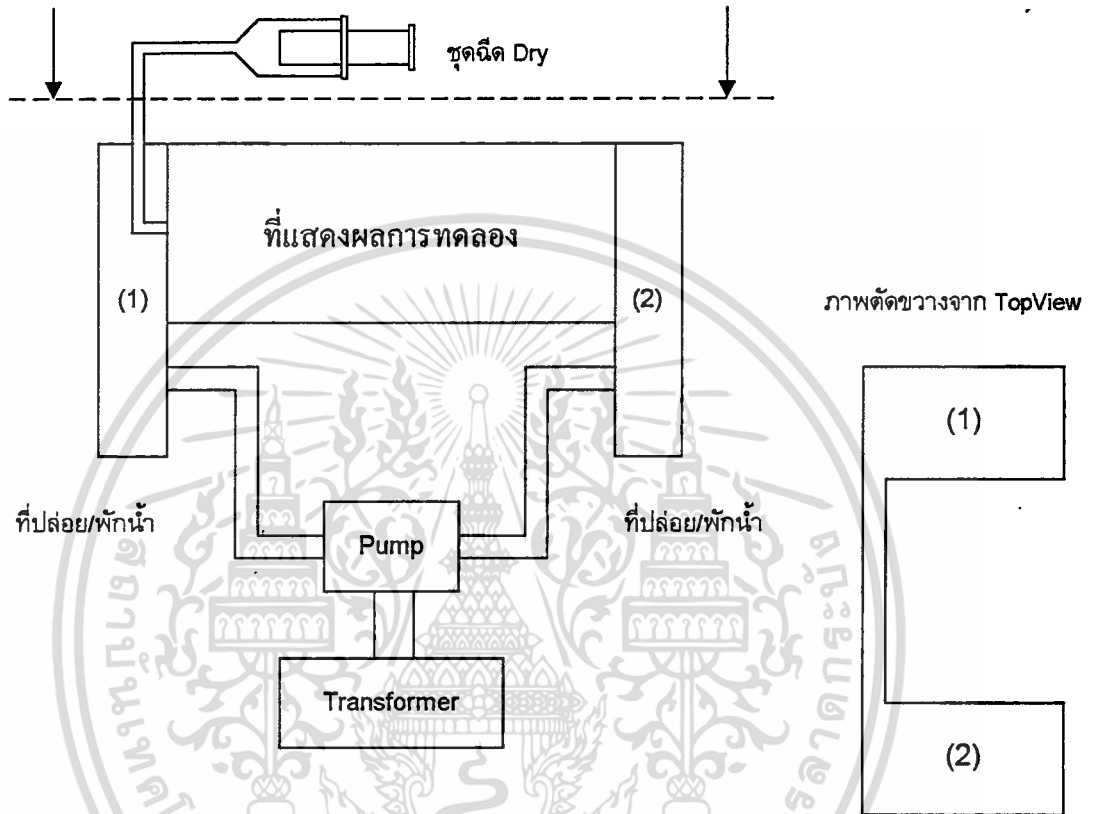 ชุดฉีด Dry
ที่แสดงผลการทดลอง
(1)
(2)
ภาพตัดขวางจาก TopView
(1)
ที่ปล่อย/พักน้ำ
ที่ปล่อย/พักน้ำ
Pump
Transformer
(2)